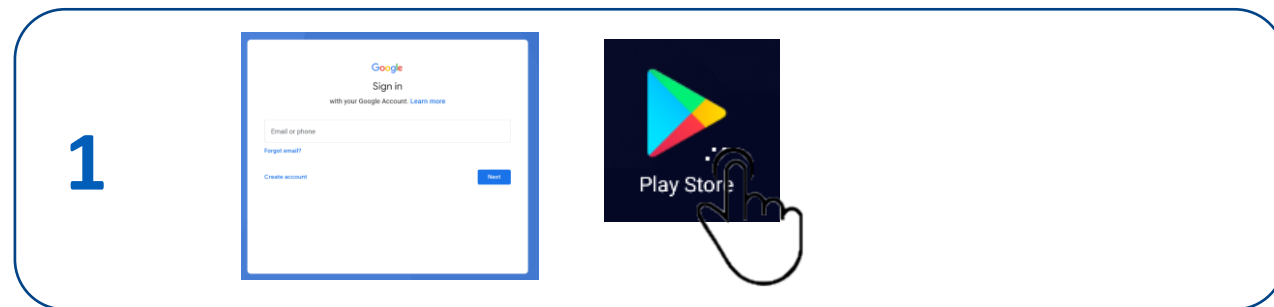 1
Google
Sign in
with your Google Account. Learn more
Email or phone
Forgot email?
Create account
Next
Play Store